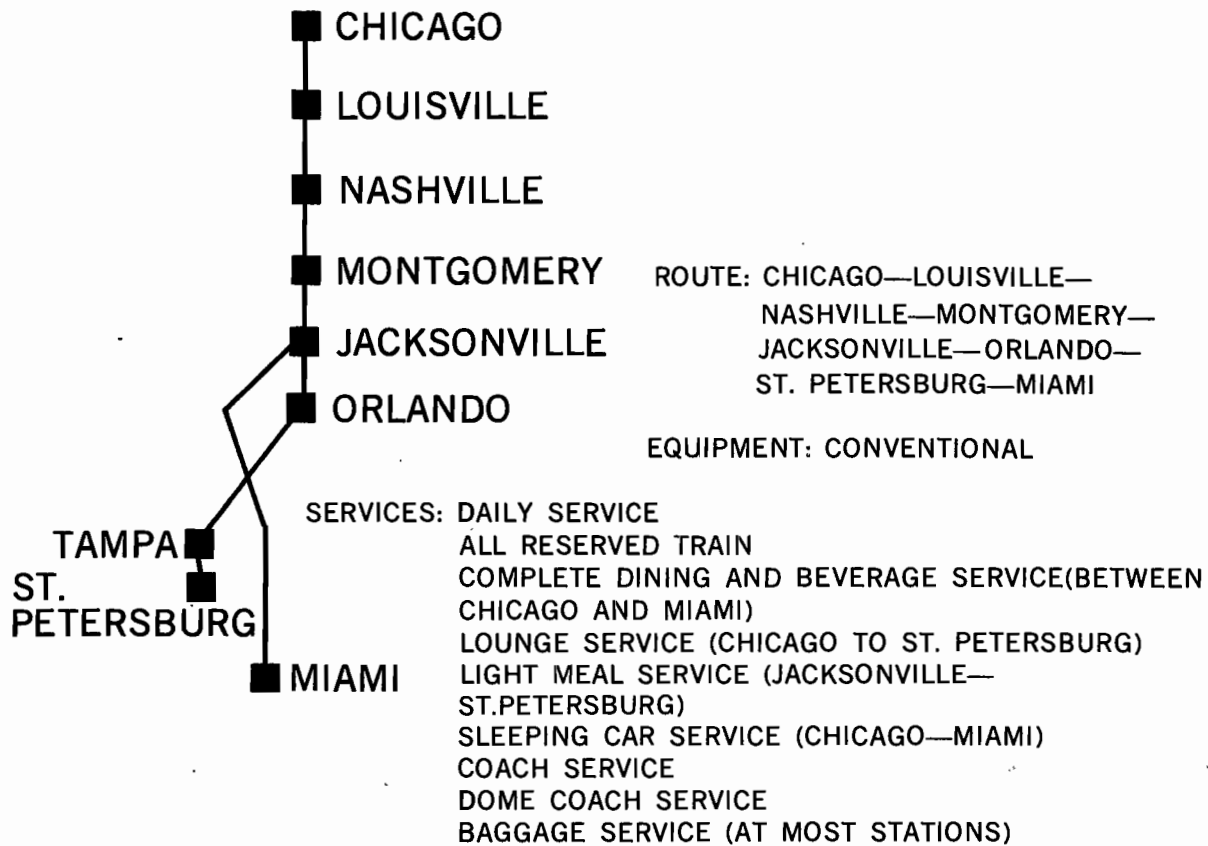 CHICAGO
LOUISVILLE
NASHVILLE
MONTGOMERY
JACKSONVILLE
ORLANDO
TAMPA
ST.
PETERSBURG
MIAMI
ROUTE: CHICAGO—LOUISVILLE—
NASHVILLE—MONTGOMERY—
JACKSONVILLE—ORLANDO—
ST. PETERSBURG—MIAMI
EQUIPMENT: CONVENTIONAL
SERVICES: DAILY SERVICE
ALL RESERVED TRAIN
COMPLETE DINING AND BEVERAGE SERVICE(BETWEEN
CHICAGO AND MIAMI)
LOUNGE SERVICE (CHICAGO TO ST. PETERSBURG)
LIGHT MEAL SERVICE (JACKSONVILLE—
ST.PETERSBURG)
SLEEPING CAR SERVICE (CHICAGO—MIAMI)
COACH SERVICE
DOME COACH SERVICE
BAGGAGE SERVICE (AT MOST STATIONS)